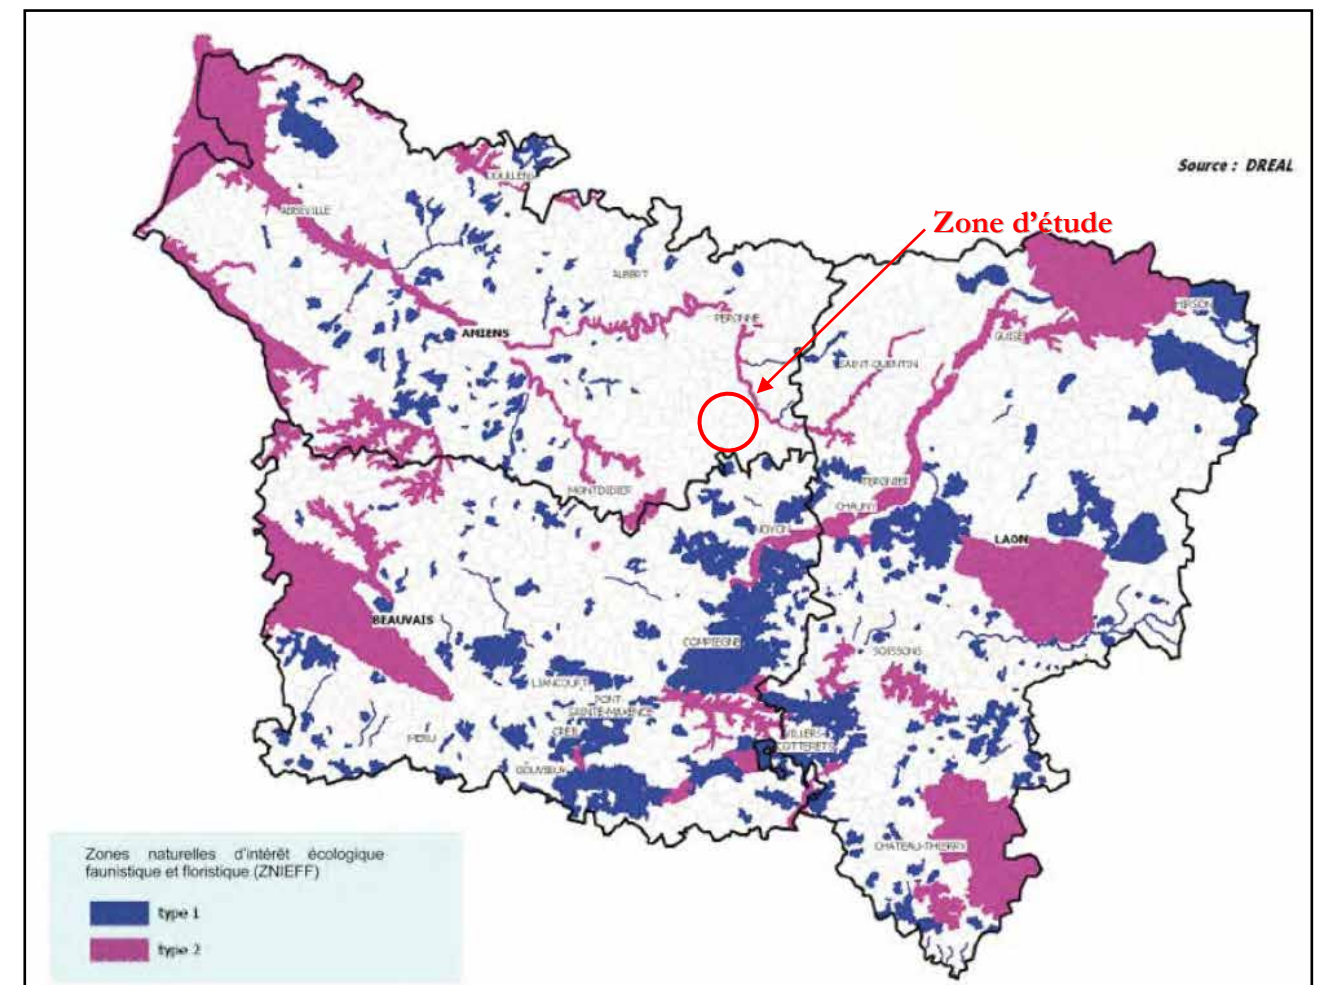 Source : DREAL
DOULLENS
ABBEVILLE
Zone d'étude
ALBERT
HIRSON
PERONNE
AMIENS
GUISE
SAINT-QUENTIN
MONTDIDIER
TERGNIER
CHAUNY
NOYON
LAON
BEAUVAIS
COMPIEGNE
SOISSONS
LIANCOURT
PONT
SAINTE-MAXENCE
CREIL
MERU
VILLERS-
COTTERETS
GOUVIEUX
CHATEAU-THIERRY
Zones naturelles d'intérêt écologique
faunistique et floristique (ZNIEFF)
type 1
type 2